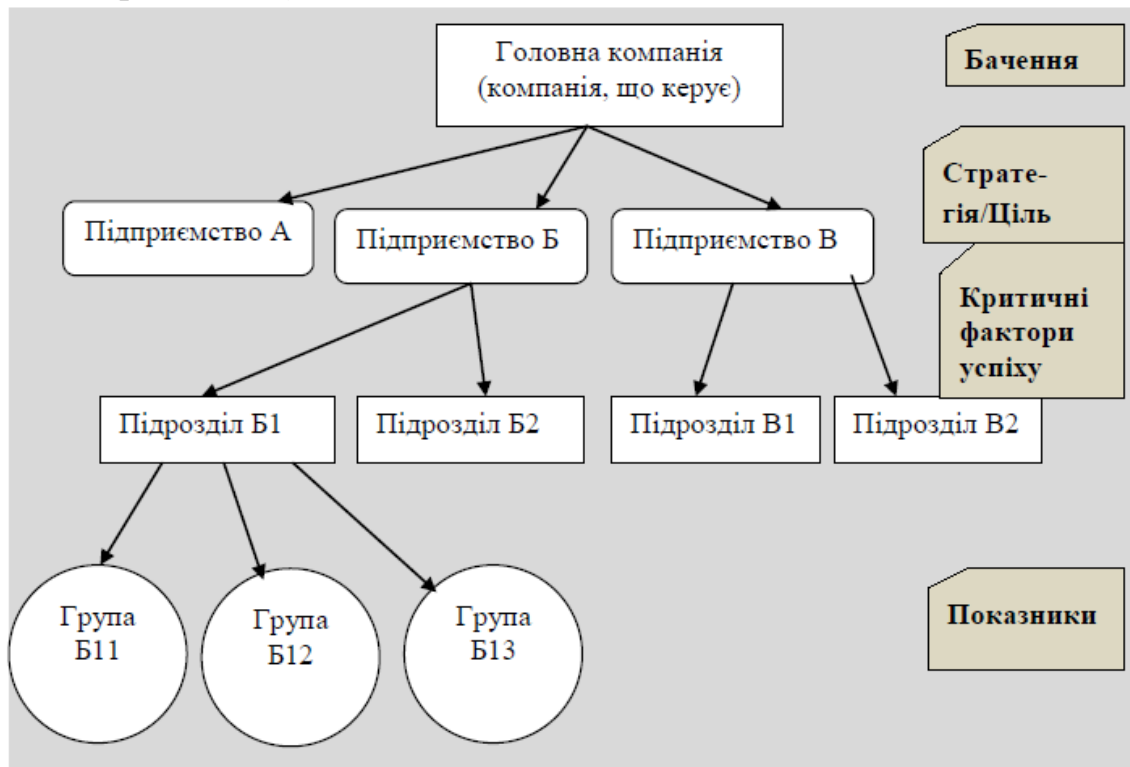 Головна компанія
(компанія, що керує)
Бачення
Страте-
гія/Ціль
Підприємство А
Підприємство Б
Підприємство В
Критичні
фактори
успіху
Підрозділ Б1
Підрозділ Б2
Підрозділ В1
Підрозділ В2
Група
Б11
Група
Б12
Група
Б13
Показники